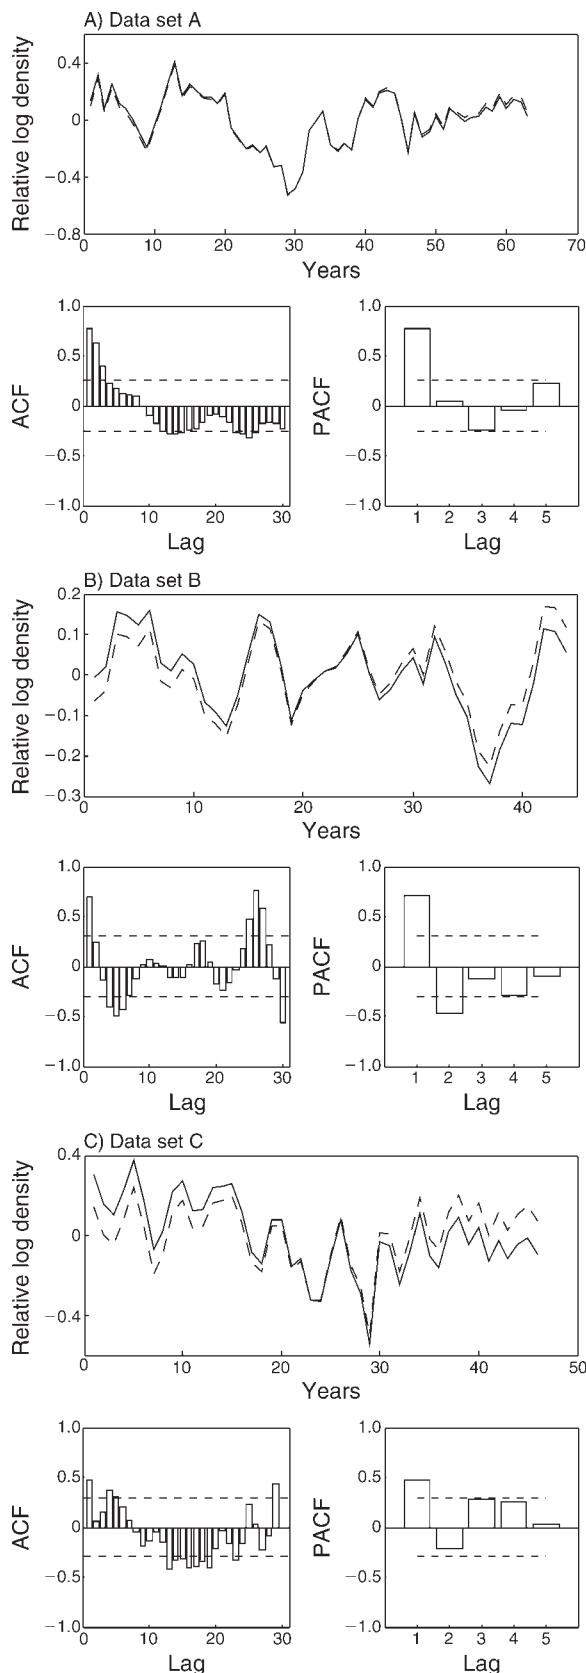 A) Data set A
Relative log density
0.4
0
−0.4
−0.8
0 10 20 30 40 50 60 70
Years
ACF
1.0
0.5
0
−0.5
−1.0
0 10 20 30
Lag
PACF
1.0
0.5
0
−0.5
−1.0
1 2 3 4 5
Lag
B) Data set B
Relative log density
0.2
0.1
0
−0.1
−0.2
−0.3
0 10 20 30 40
Years
ACF
1.0
0.5
0
−0.5
−1.0
0 10 20 30
Lag
PACF
1.0
0.5
0
−0.5
−1.0
1 2 3 4 5
Lag
C) Data set C
Relative log density
0.4
0
−0.4
0 10 20 30 40 50
Years
ACF
1.0
0.5
0
−0.5
−1.0
0 10 20 30
Lag
PACF
1.0
0.5
0
−0.5
−1.0
1 2 3 4 5
Lag